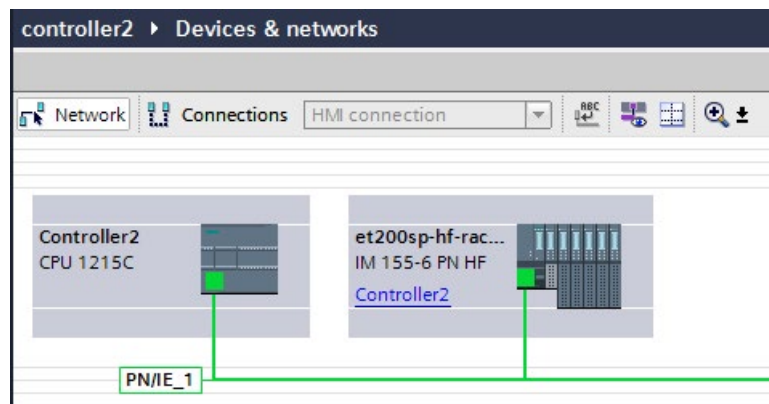 controller2 ▸ Devices & networks
Network Connections HMI connection
ABC
Controller2
CPU 1215C
et200sp-hf-rac...
IM 155-6 PN HF
Controller2
PN/IE_1